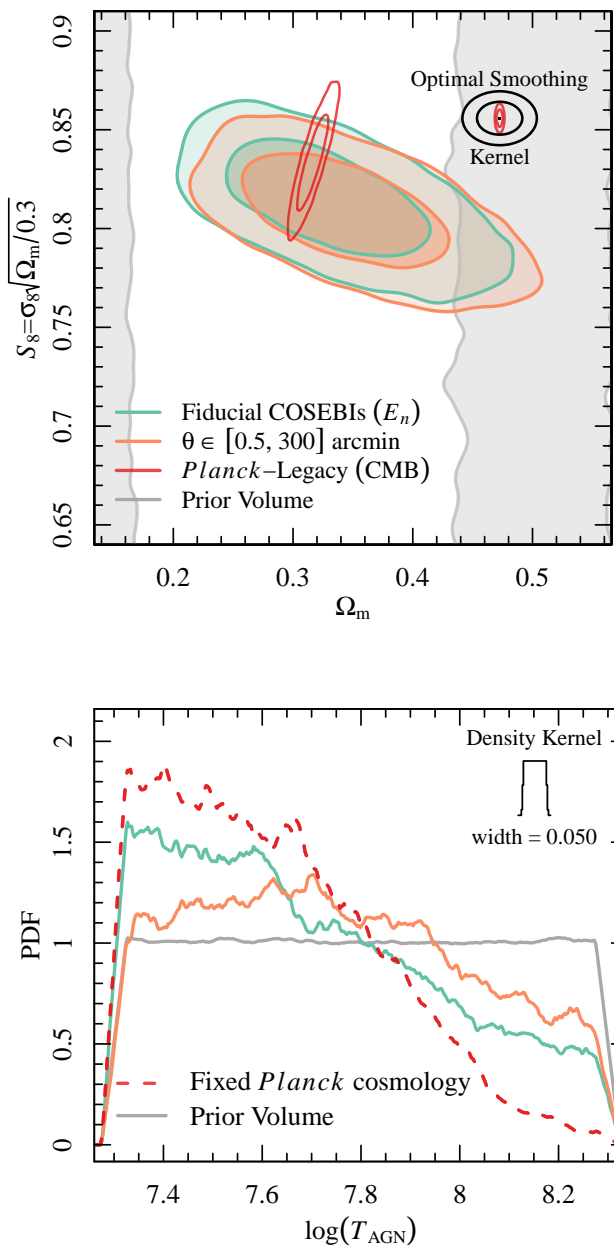 0.9
0.85
0.8
0.75
0.7
0.65
S₈=σ₈√Ωₘ/0.3
Optimal Smoothing
Kernel
Fiducial COSEBIs (Eₙ)
θ ∈ [0.5, 300] arcmin
Planck–Legacy (CMB)
Prior Volume
0.2 0.3 0.4 0.5
Ωₘ
2
1.5
1
0.5
0
PDF
Density Kernel
width = 0.050
Fixed Planck cosmology
Prior Volume
7.4 7.6 7.8 8 8.2
log(T_AGN)